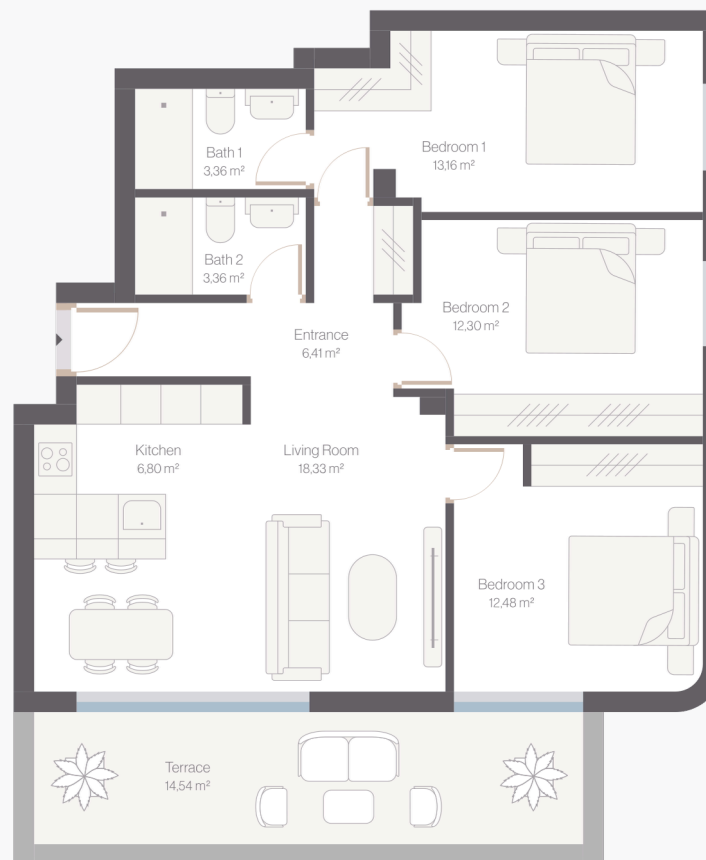 Bedroom 1
13,16 m²
Bath 1
3,36 m²
Bath 2
3,36 m²
Bedroom 2
12,30 m²
Entrance
6,41 m²
Kitchen
6,80 m²
Living Room
18,33 m²
Bedroom 3
12,48 m²
Terrace
14,54 m²